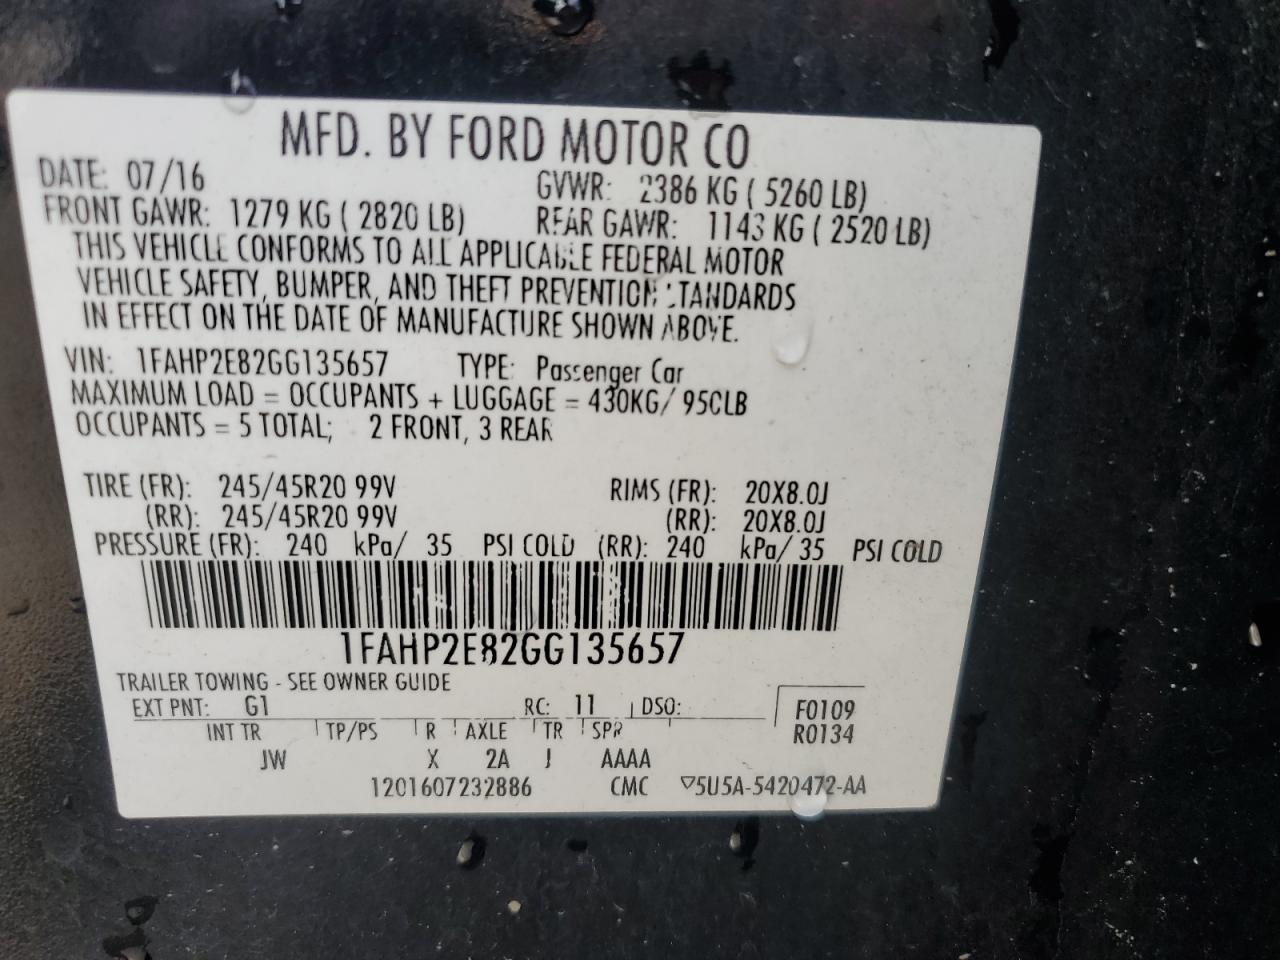 MFD. BY FORD MOTOR CO
DATE: 07/16 GVWR: 2386 KG ( 5260 LB)
FRONT GAWR: 1279 KG ( 2820 LB) REAR GAWR: 1143 KG ( 2520 LB)
THIS VEHICLE CONFORMS TO ALL APPLICABLE FEDERAL MOTOR
VEHICLE SAFETY, BUMPER, AND THEFT PREVENTION STANDARDS
IN EFFECT ON THE DATE OF MANUFACTURE SHOWN ABOVE.
VIN: 1FAHP2E82GG135657 TYPE: Passenger Car
MAXIMUM LOAD = OCCUPANTS + LUGGAGE = 430KG/ 950LB
OCCUPANTS = 5 TOTAL; 2 FRONT, 3 REAR
TIRE (FR): 245/45R20 99V RIMS (FR): 20X8.0J
(RR): 245/45R20 99V (RR): 20X8.0J
PRESSURE (FR): 240 kPa/ 35 PSI COLD (RR): 240 kPa/ 35 PSI COLD
1FAHP2E82GG135657
TRAILER TOWING - SEE OWNER GUIDE
EXT PNT: G1 RC: 11 DSO: F0109
INT TR TP/PS R AXLE TR SPR R0134
JW X 2A J AAAA
1201607232886 CMC ▽5U5A-5420472-AA